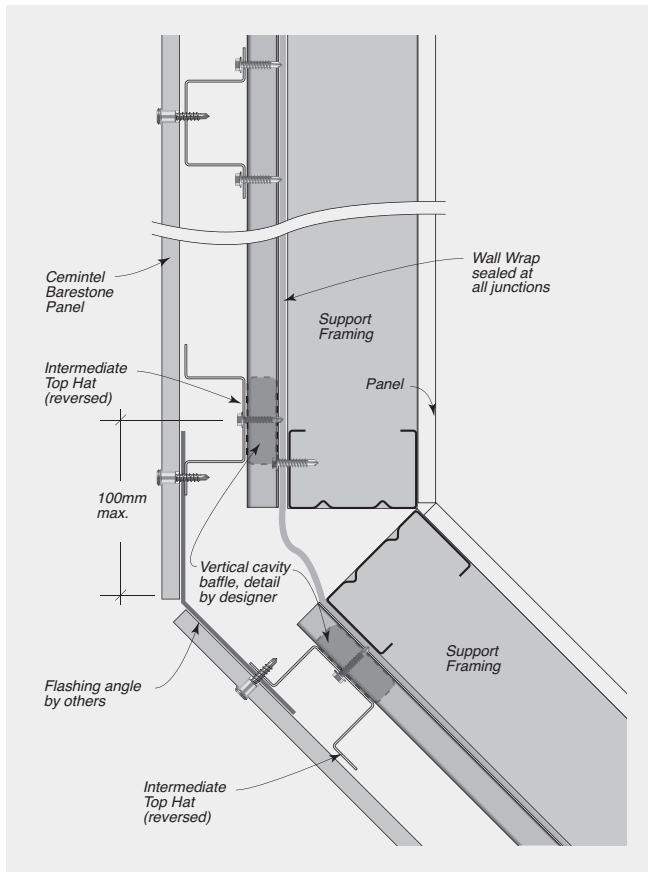 Cemintel
Barestone
Panel
Wall Wrap
sealed at
all junctions
Support
Framing
Intermediate
Top Hat
(reversed)
Panel
100mm
max.
Vertical cavity
baffle, detail
by designer
Support
Framing
Flashing angle
by others
Intermediate
Top Hat
(reversed)